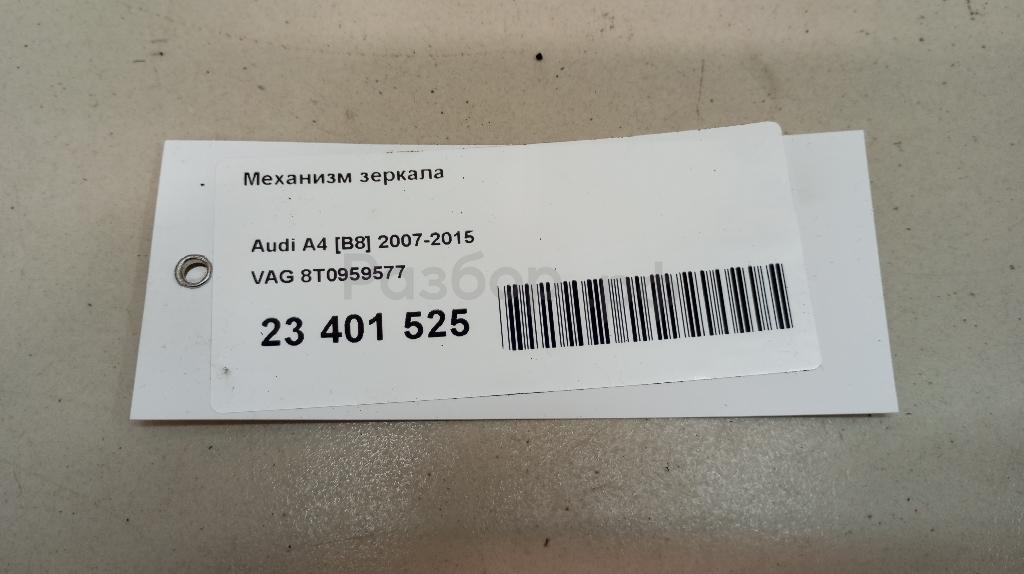 Механизм зеркала
Audi A4 [B8] 2007-2015
VAG 8T0959577
23 401 525